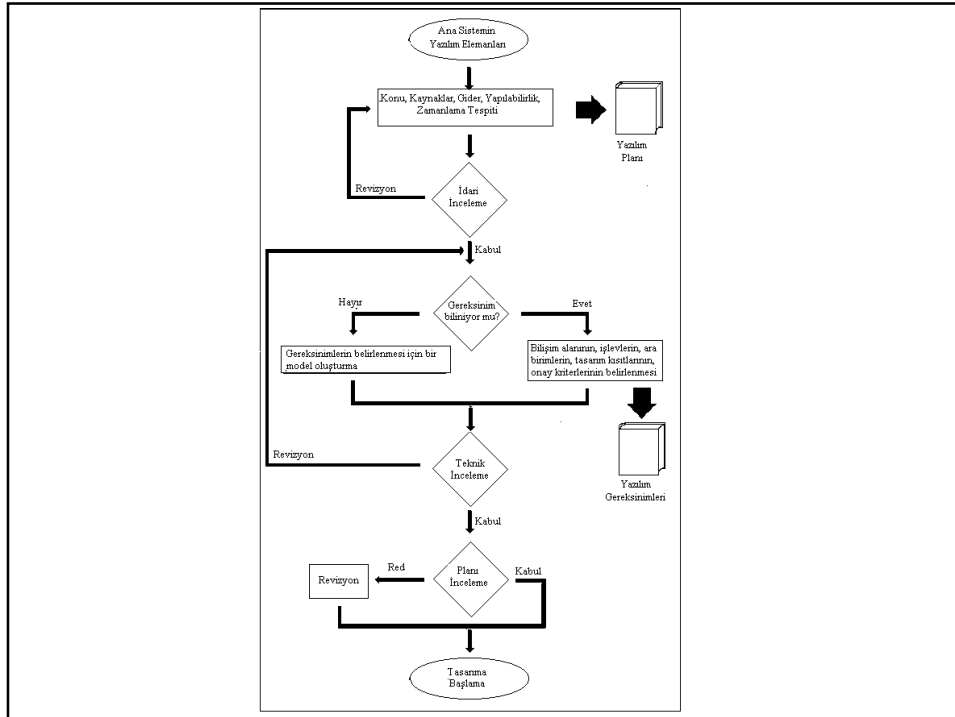 Ana Sistemin
Yazılım Elemanları
Konu, Kaynaklar, Gider, Yapılabilirlik,
Zamanlama Tespiti
Yazılım
Planı
Revizyon
İdari
İnceleme
Kabul
Hayır
Gereksinim
biliniyor mu?
Evet
Gereksinimlerin belirlenmesi için bir
model oluşturma
Bilişim alanının, işlevlerin, ara
birimlerin, tasarım kısıtlarının,
onay kriterlerinin belirlenmesi
Revizyon
Teknik
İnceleme
Yazılım
Gereksinimleri
Kabul
Red
Planı
İnceleme
Kabul
Revizyon
Tasarıma
Başlama